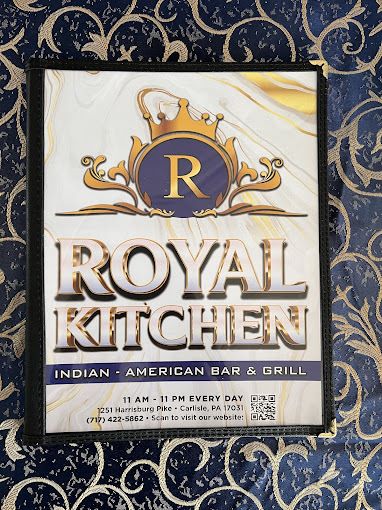 R
ROYAL
KITCHEN
INDIAN - AMERICAN BAR & GRILL
11 AM - 11 PM EVERY DAY
1251 Harrisburg Pike • Carlisle, PA 17031
(717) 422-5862 • Scan to visit our website: